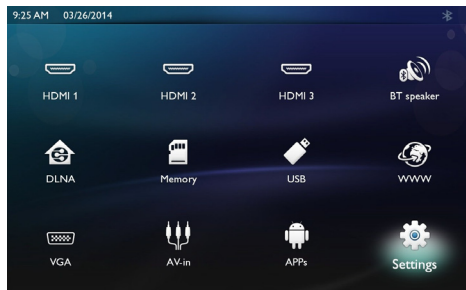 9:25 AM 03/26/2014
HDMI 1 HDMI 2 HDMI 3 BT speaker
DLNA Memory USB WWW
VGA AV-in APPs Settings